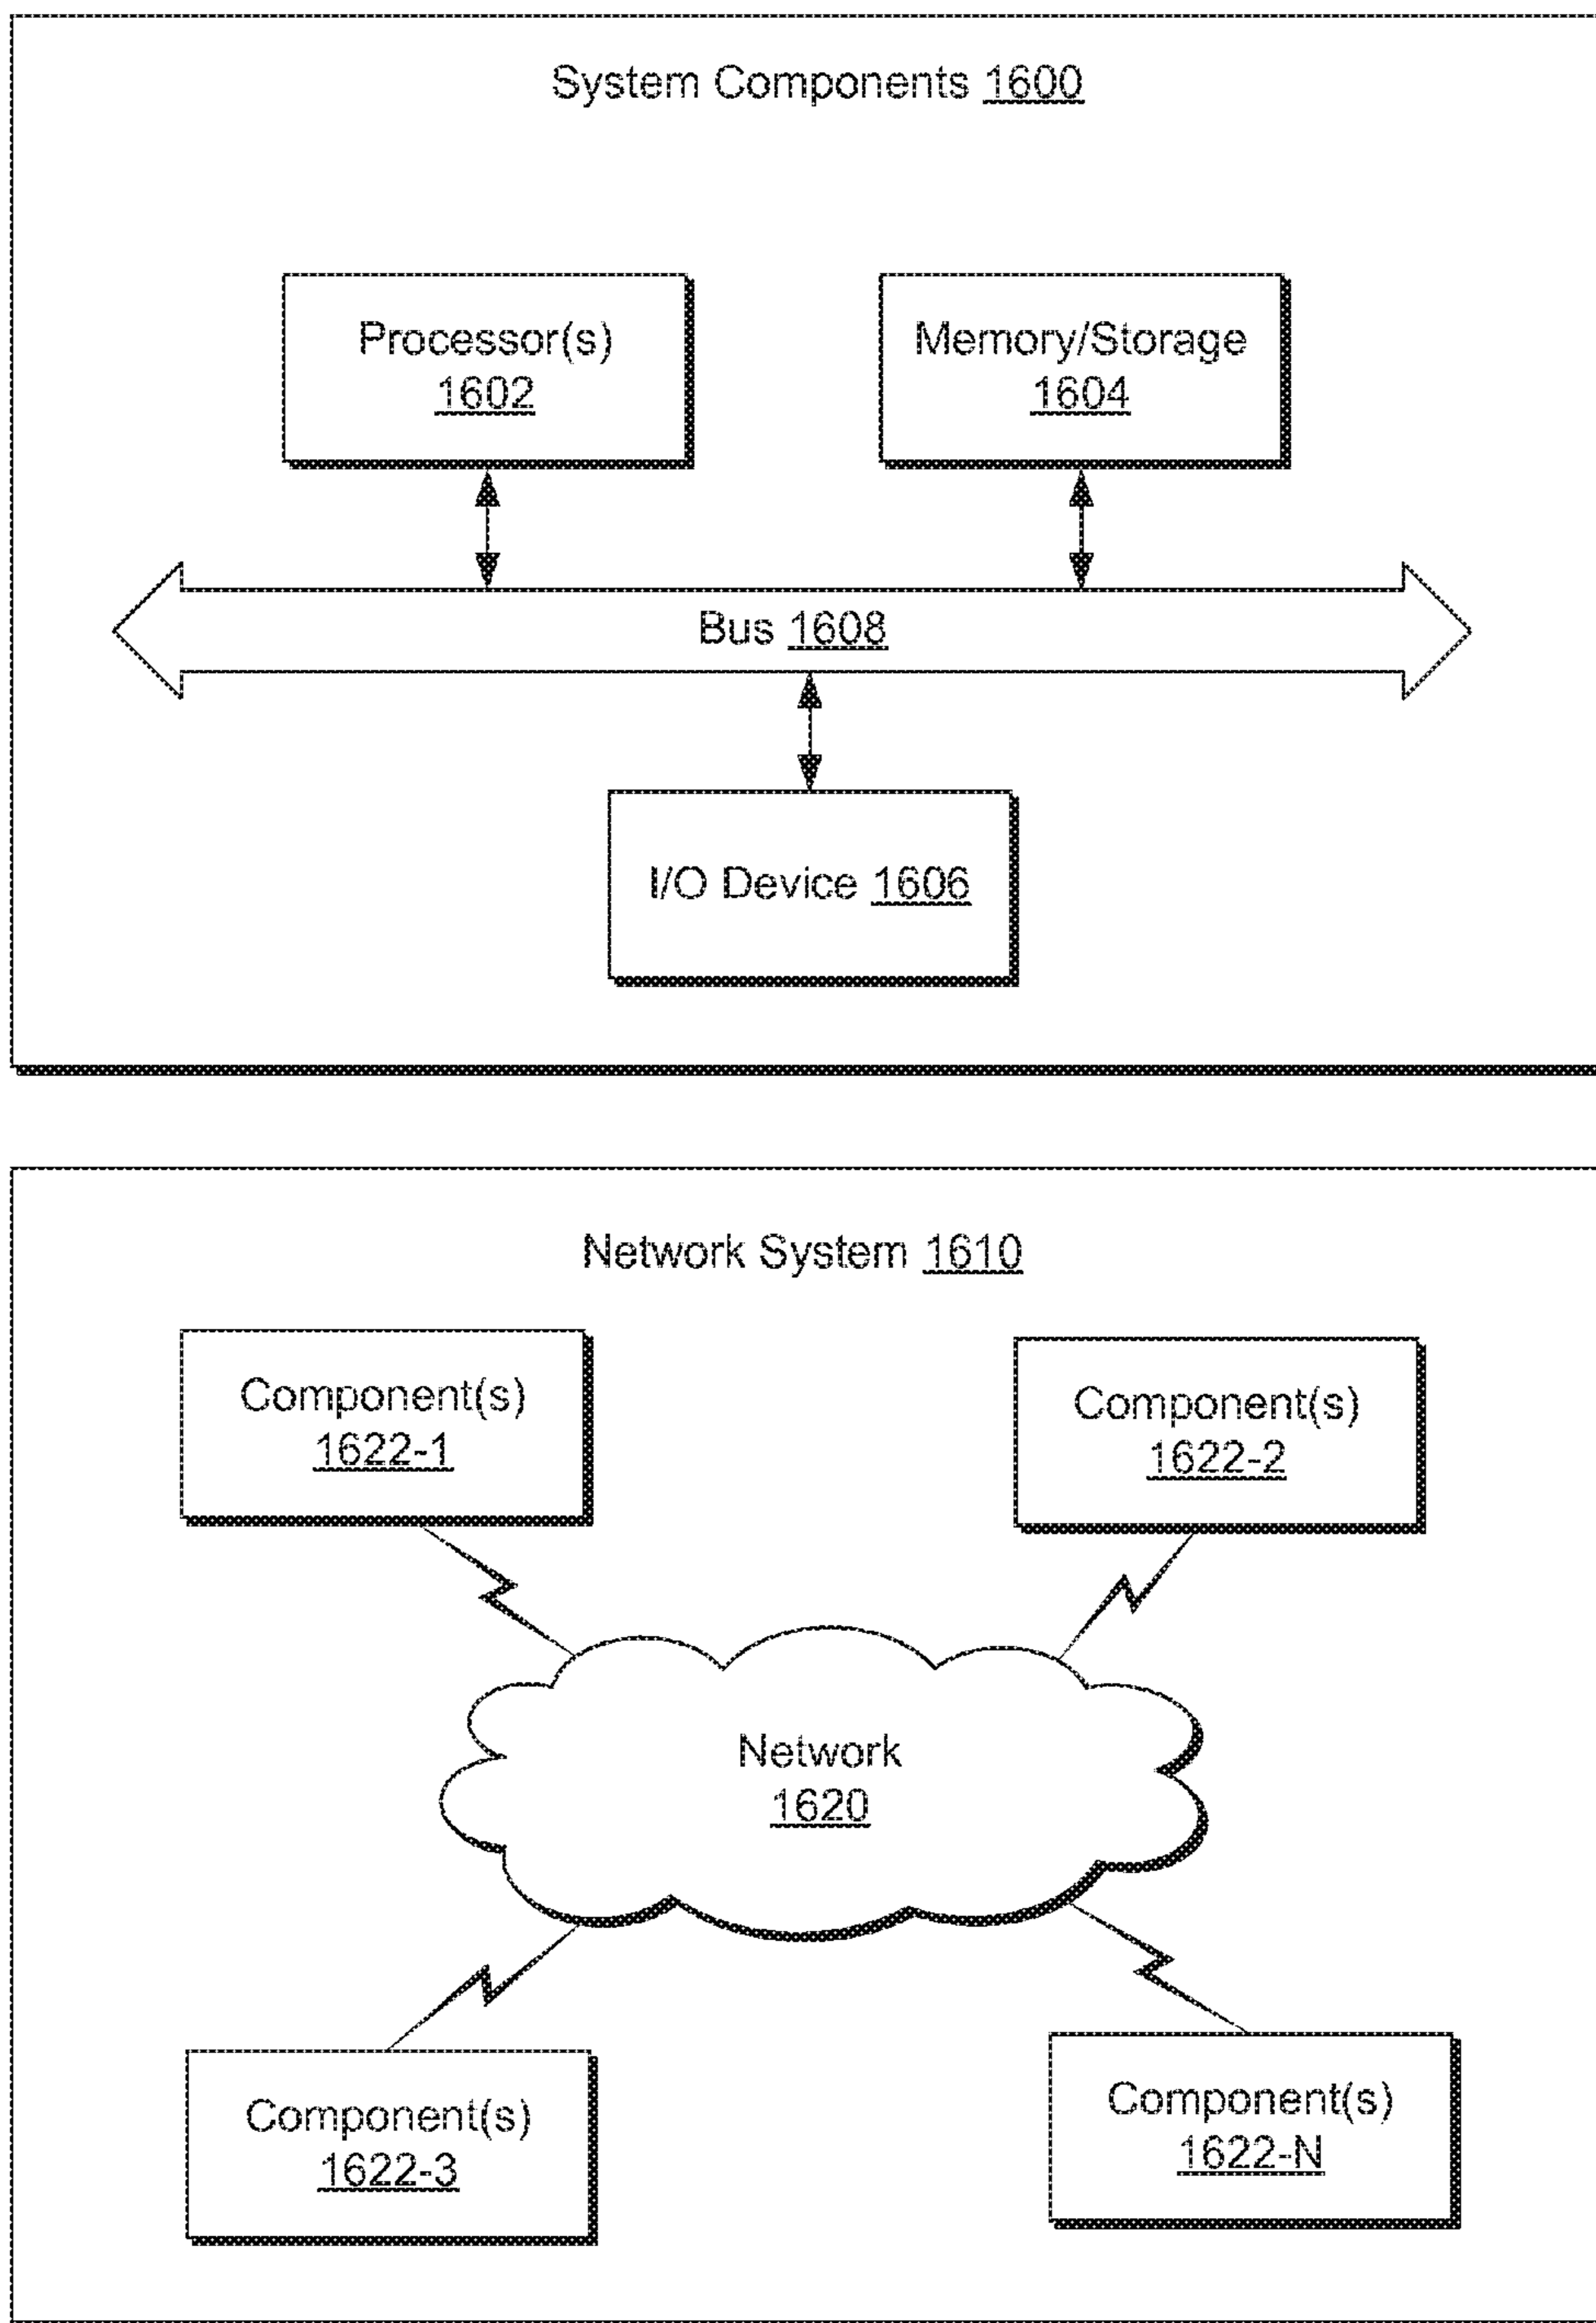 System Components 1600
Processor(s)
1602
Memory/Storage
1604
Bus 1608
I/O Device 1606
Network System 1610
Component(s)
1622-1
Component(s)
1622-2
Network
1620
Component(s)
1622-3
Component(s)
1622-N